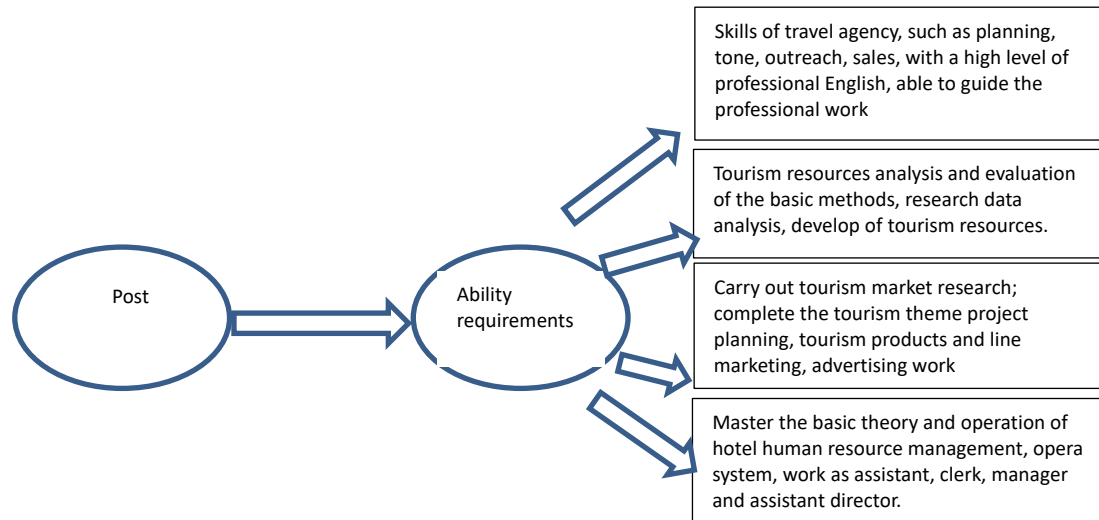 Skills of travel agency, such as planning,
tone, outreach, sales, with a high level of
professional English, able to guide the
professional work
Tourism resources analysis and evaluation
of the basic methods, research data
analysis, develop of tourism resources.
Post
Ability
requirements
Carry out tourism market research;
complete the tourism theme project
planning, tourism products and line
marketing, advertising work
Master the basic theory and operation of
hotel human resource management, opera
system, work as assistant, clerk, manager
and assistant director.